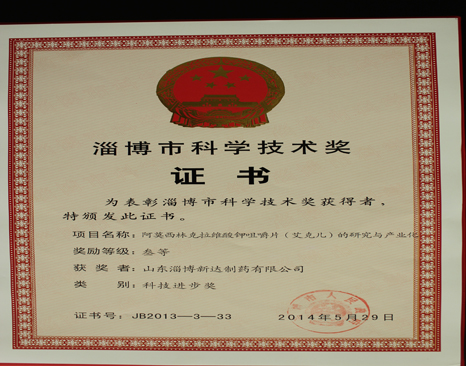 淄博市科学技术奖
证书
为表彰淄博市科学技术奖获得者，
特颁发此证书。
项目名称：阿莫西林克拉维酸钾咀嚼片（艾克儿）的研究与产业化
奖励等级：叁等
获奖者：山东淄博新达制药有限公司
类别：科技进步奖
证书号：JB2013—3—33
2014年5月29日